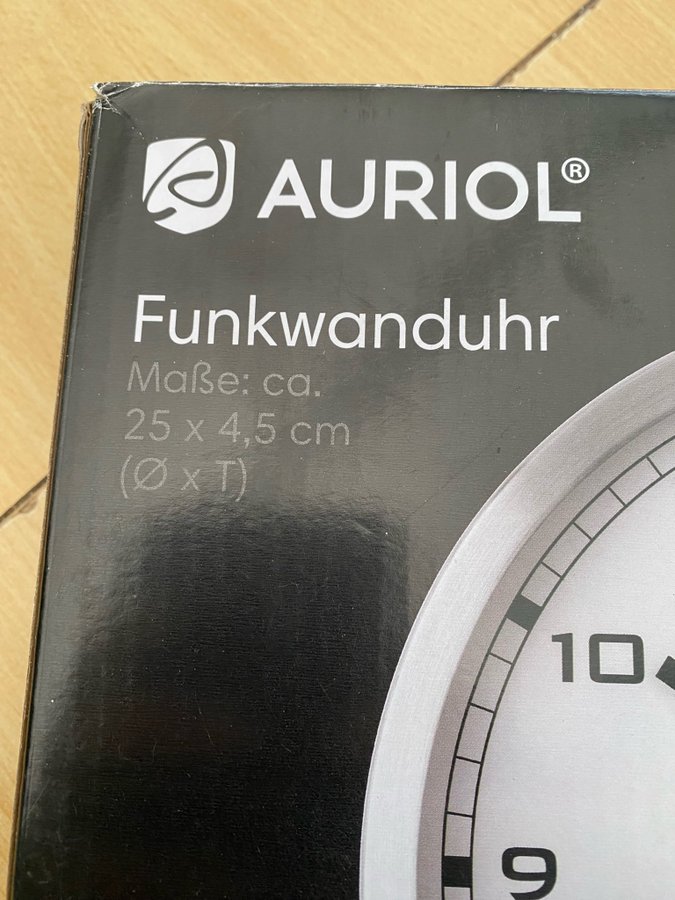 AURIOL®
Funkwanduhr
Maße: ca.
25 x 4,5 cm
(Ø x T)
10
9